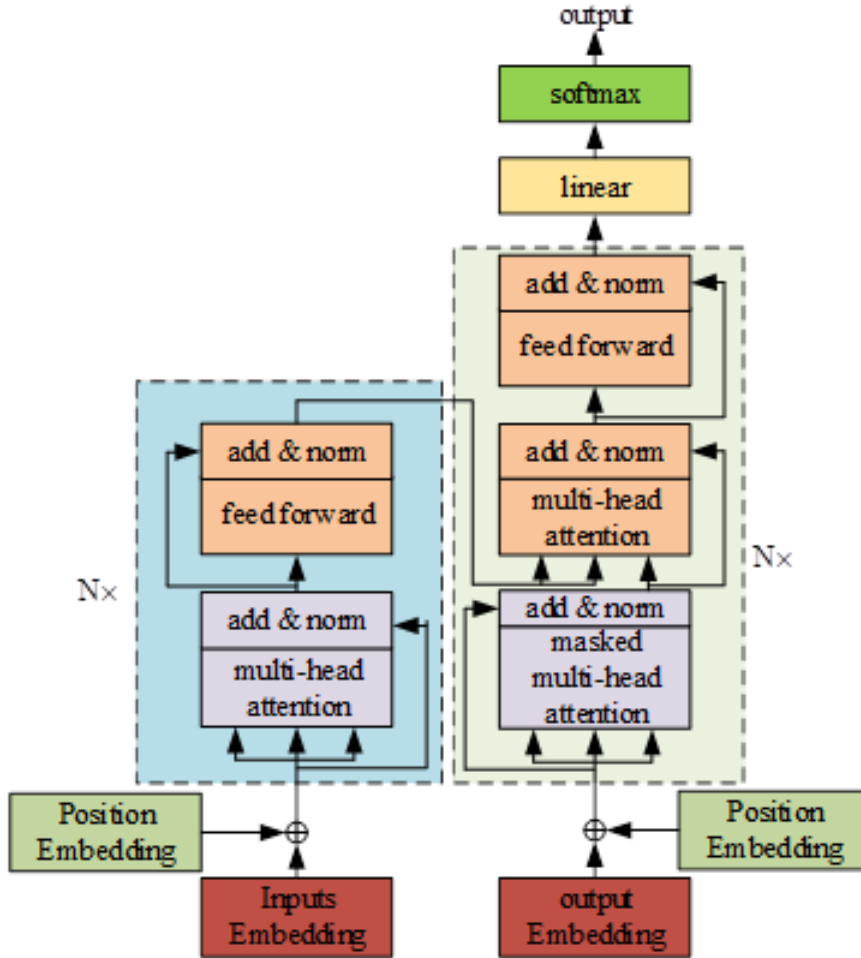 output
softmax
linear
add & norm
feed forward
add & norm
feed forward
add & norm
multi-head
attention
N×
N×
add & norm
multi-head
attention
add & norm
masked
multi-head
attention
Position
Embedding
Position
Embedding
Inputs
Embedding
output
Embedding